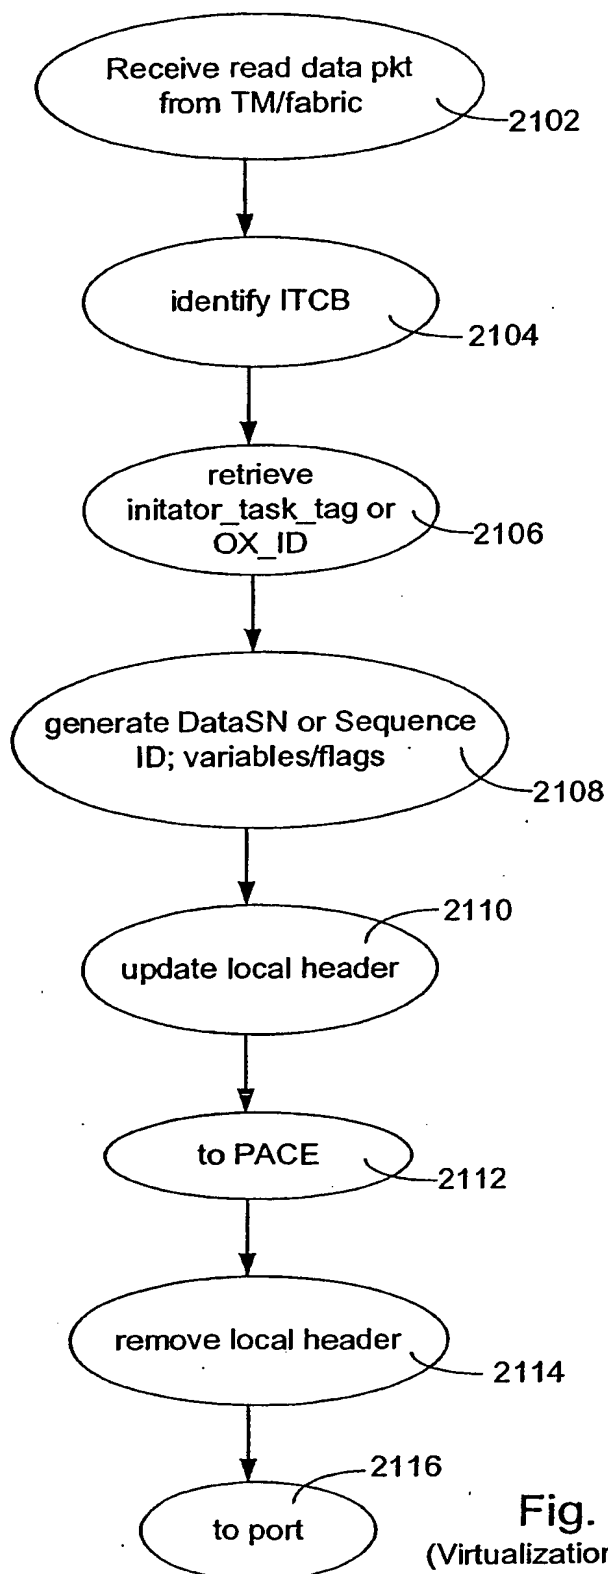 Receive read data pkt
from TM/fabric
2102
identify ITCB
2104
retrieve
initator_task_tag or
OX_ID
2106
generate DataSN or Sequence
ID; variables/flags
2108
2110
update local header
to PACE
2112
remove local header
2114
2116
to port
Fig.
(Virtualization